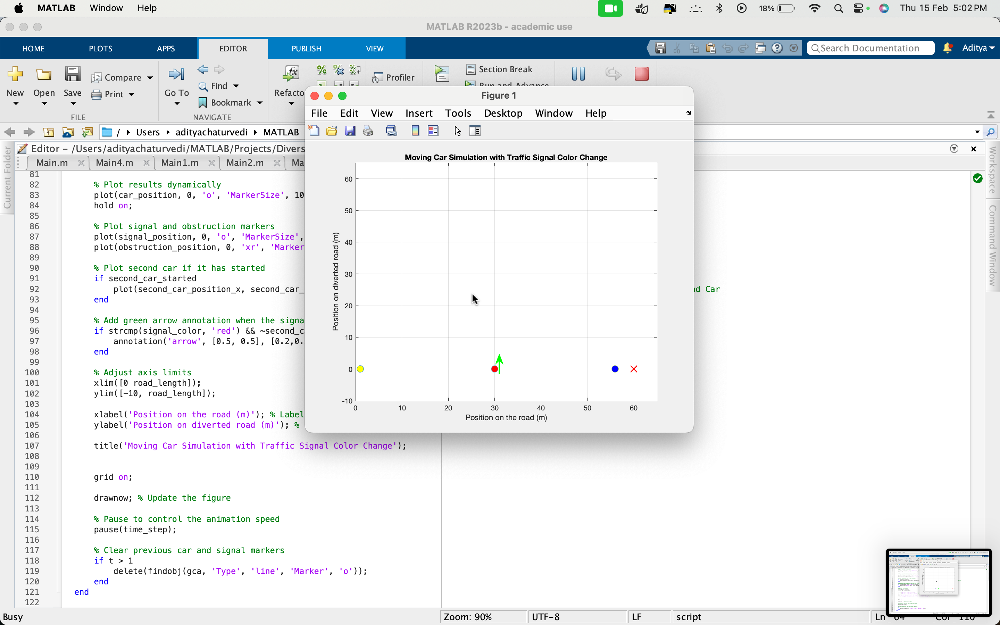 MATLAB Window Help 18% Thu 15 Feb 5:02 PM
MATLAB R2023b - academic use
HOME PLOTS APPS EDITOR PUBLISH VIEW Search Documentation Aditya
New Open Save Compare Print Go To Find Bookmark Refacto Profiler Section Break Run and Advance
FILE NAVIGATE
/ Users adityachaturvedi MATLAB
Editor – /Users/adityachaturvedi/MATLAB/Projects/Divers
Main.m Main4.m Main1.m Main2.m Ma
Current Folder
Workspace
Command Window
81
82 % Plot results dynamically
83 plot(car_position, 0, 'o', 'MarkerSize', 10
84 hold on;
85
86 % Plot signal and obstruction markers
87 plot(signal_position, 0, 'o', 'MarkerSize',
88 plot(obstruction_position, 0, 'xr', 'Marker
89
90 % Plot second car if it has started
91 if second_car_started
92 plot(second_car_position_x, second_car_ nd Car
93 end
94
95 % Add green arrow annotation when the signa
96 if strcmp(signal_color, 'red') && ~second_c
97 annotation('arrow', [0.5, 0.5], [0.2,0.
98 end
99
100 % Adjust axis limits
101 xlim([0 road_length]);
102 ylim([-10, road_length]);
103
104 xlabel('Position on the road (m)'); % Label
105 ylabel('Position on diverted road (m)'); %
106
107 title('Moving Car Simulation with Traffic Signal Color Change');
108
109
110 grid on;
111
112 drawnow; % Update the figure
113
114 % Pause to control the animation speed
115 pause(time_step);
116
117 % Clear previous car and signal markers
118 if t > 1
119 delete(findobj(gca, 'Type', 'line', 'Marker', 'o'));
120 end
121 end
122
Figure 1
File Edit View Insert Tools Desktop Window Help
Moving Car Simulation with Traffic Signal Color Change
Position on diverted road (m)
60
50
40
30
20
10
0
-10
0 10 20 30 40 50 60
Position on the road (m)
Busy Zoom: 90% UTF-8 LF script Ln 64 Col 110